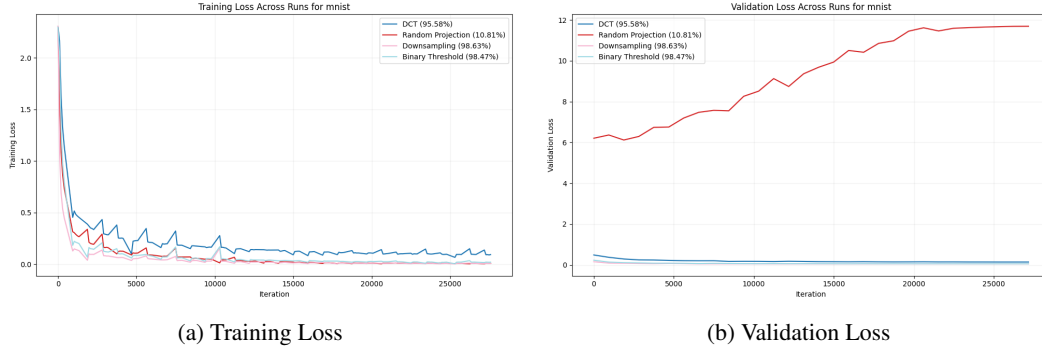 Training Loss Across Runs for mnist
DCT (95.58%)
Random Projection (10.81%)
Downsampling (98.63%)
Binary Threshold (98.47%)
2.0
1.5
1.0
0.5
0.0
Training Loss
0 5000 10000 15000 20000 25000
Iteration
(a) Training Loss
Validation Loss Across Runs for mnist
DCT (95.58%)
Random Projection (10.81%)
Downsampling (98.63%)
Binary Threshold (98.47%)
12
10
8
6
4
2
0
Validation Loss
0 5000 10000 15000 20000 25000
Iteration
(b) Validation Loss